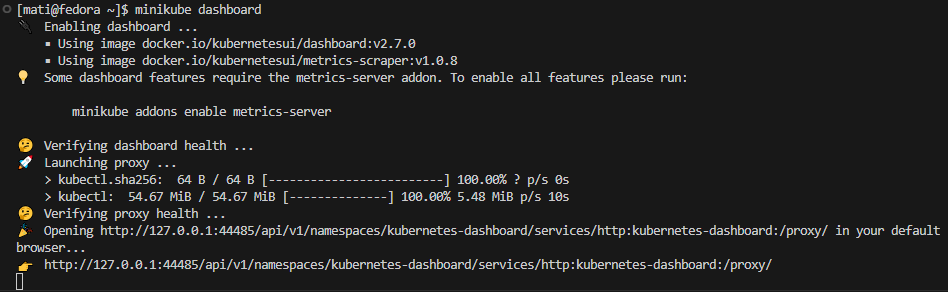 [mati@fedora ~]$ minikube dashboard
Enabling dashboard ...
▪ Using image docker.io/kubernetesui/dashboard:v2.7.0
▪ Using image docker.io/kubernetesui/metrics-scraper:v1.0.8
Some dashboard features require the metrics-server addon. To enable all features please run:
minikube addons enable metrics-server
Verifying dashboard health ...
Launching proxy ...
> kubectl.sha256:  64 B / 64 B [-------------------------] 100.00% ? p/s 0s
> kubectl:  54.67 MiB / 54.67 MiB [--------------] 100.00% 5.48 MiB p/s 10s
Verifying proxy health ...
Opening http://127.0.0.1:44485/api/v1/namespaces/kubernetes-dashboard/services/http:kubernetes-dashboard:/proxy/ in your default
browser...
http://127.0.0.1:44485/api/v1/namespaces/kubernetes-dashboard/services/http:kubernetes-dashboard:/proxy/